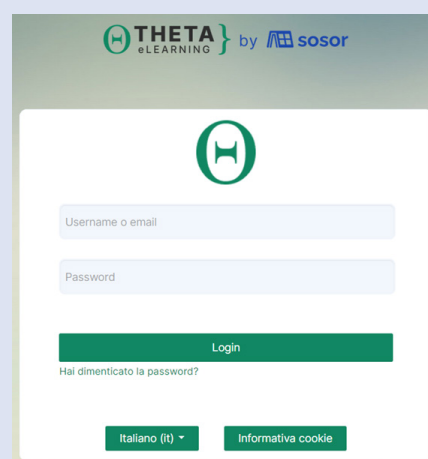 THETA by sosor
eLEARNING
Username o email
Password
Login
Hai dimenticato la password?
Italiano (it)
Informativa cookie